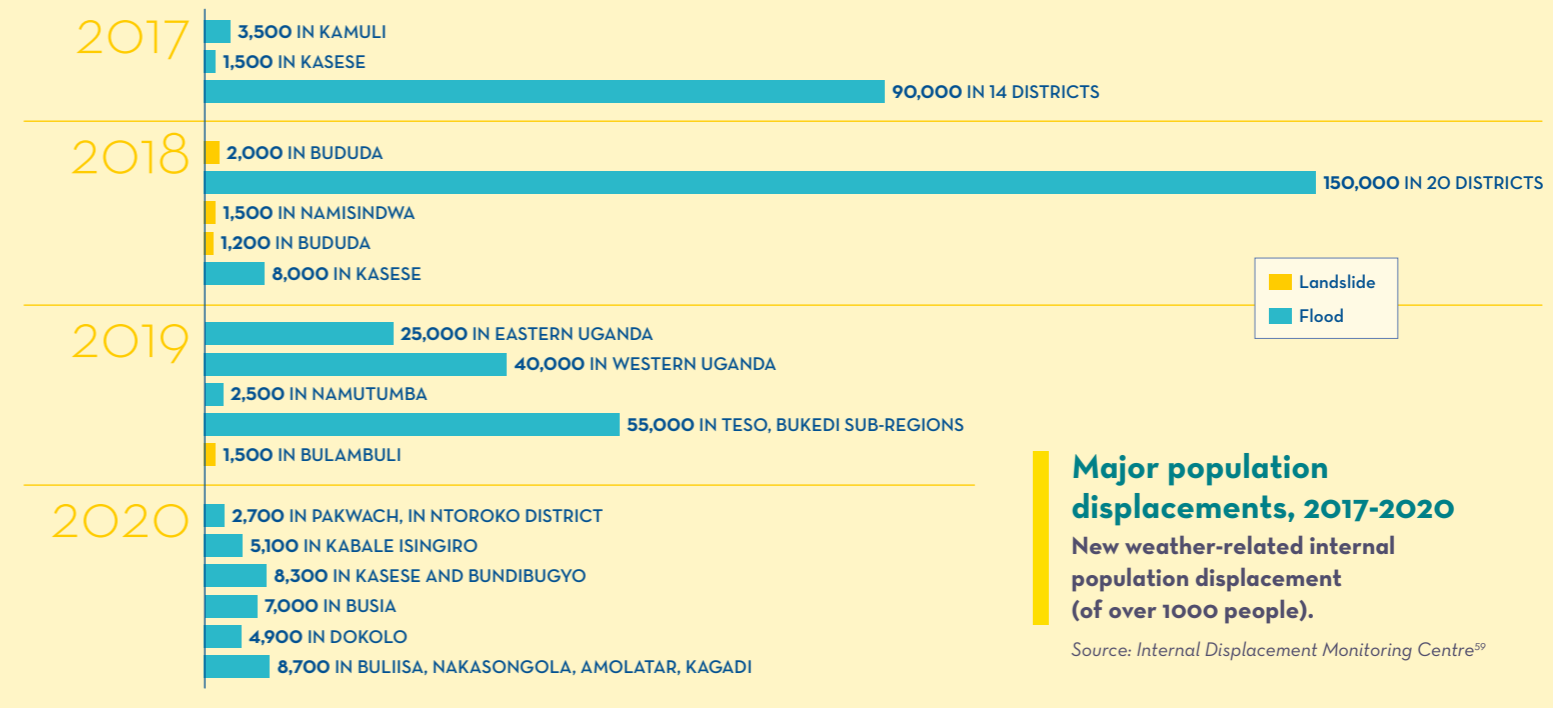 2017
3,500 IN KAMULI
1,500 IN KASESE
90,000 IN 14 DISTRICTS
2018
2,000 IN BUDUDA
150,000 IN 20 DISTRICTS
1,500 IN NAMISINDWA
1,200 IN BUDUDA
8,000 IN KASESE
Landslide
Flood
2019
25,000 IN EASTERN UGANDA
40,000 IN WESTERN UGANDA
2,500 IN NAMUTUMBA
55,000 IN TESO, BUKEDI SUB-REGIONS
1,500 IN BULAMBULI
2020
2,700 IN PAKWACH, IN NTOROKO DISTRICT
5,100 IN KABALE ISINGIRO
8,300 IN KASESE AND BUNDIBUGYO
7,000 IN BUSIA
4,900 IN DOKOLO
8,700 IN BULIISA, NAKASONGOLA, AMOLATAR, KAGADI
Major population
displacements, 2017-2020
New weather-related internal
population displacement
(of over 1000 people).
Source: Internal Displacement Monitoring Centre⁵⁹